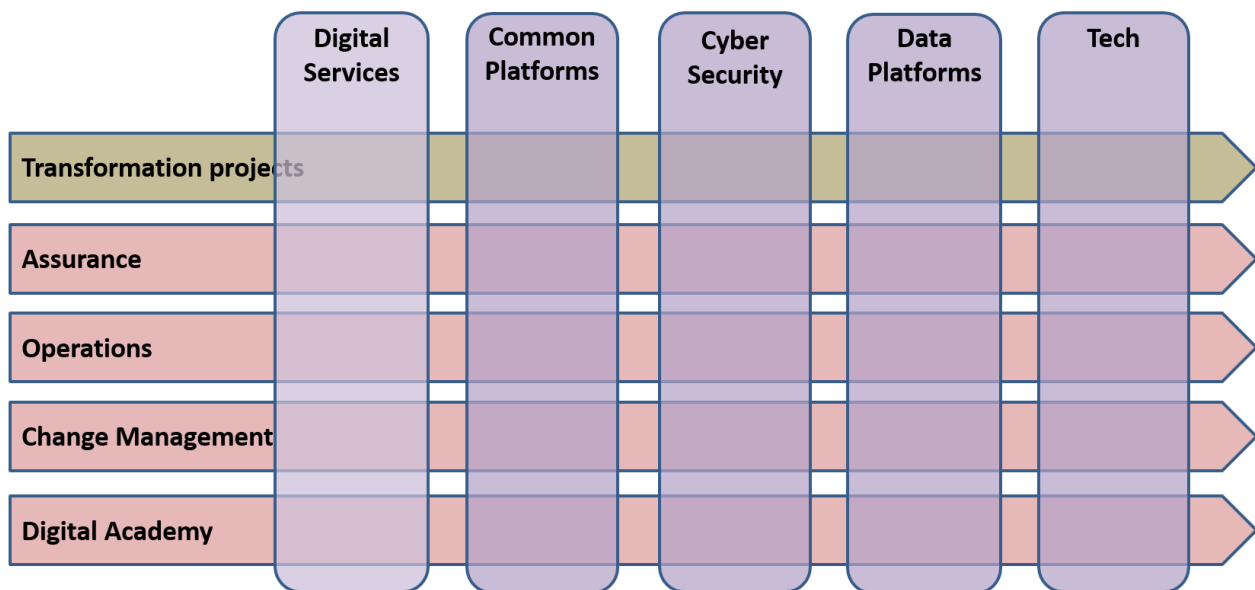 Digital
Services
Common
Platforms
Cyber
Security
Data
Platforms
Tech
Transformation projects
Assurance
Operations
Change Management
Digital Academy